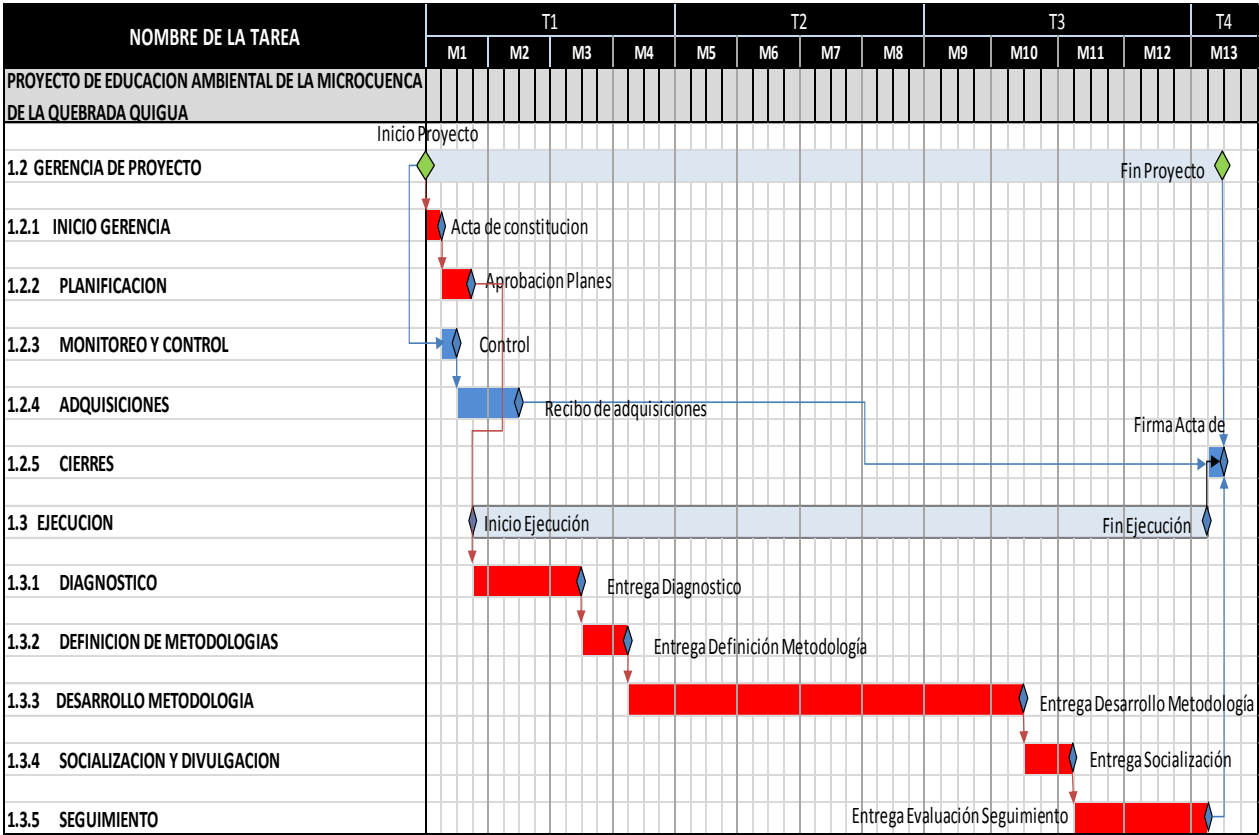 NOMBRE DE LA TAREA
T1 T2 T3 T4
M1 M2 M3 M4 M5 M6 M7 M8 M9 M10 M11 M12 M13
PROYECTO DE EDUCACION AMBIENTAL DE LA MICROCUENCA
DE LA QUEBRADA QUIGUA
Inicio Proyecto
1.2 GERENCIA DE PROYECTO
Fin Proyecto
1.2.1 INICIO GERENCIA
Acta de constitucion
1.2.2 PLANIFICACION
Aprobacion Planes
1.2.3 MONITOREO Y CONTROL
Control
1.2.4 ADQUISICIONES
Recibo de adquisiciones
Firma Acta de
1.2.5 CIERRES
1.3 EJECUCION
Inicio Ejecución
Fin Ejecución
1.3.1 DIAGNOSTICO
Entrega Diagnostico
1.3.2 DEFINICION DE METODOLOGIAS
Entrega Definición Metodología
1.3.3 DESARROLLO METODOLOGIA
Entrega Desarrollo Metodología
1.3.4 SOCIALIZACION Y DIVULGACION
Entrega Socialización
1.3.5 SEGUIMIENTO
Entrega Evaluación Seguimiento